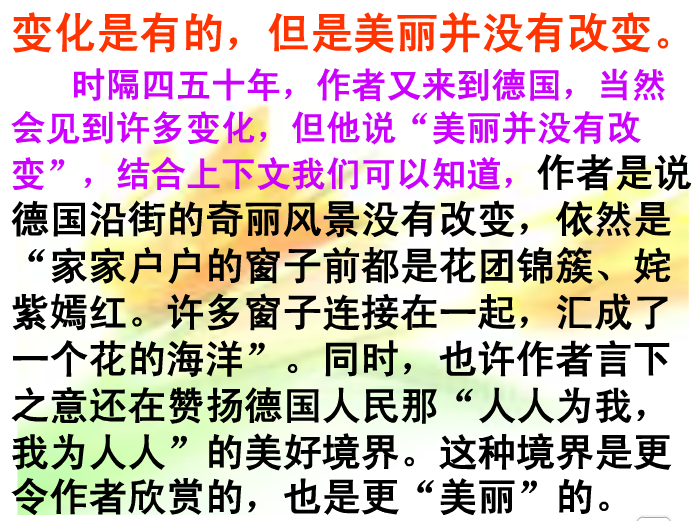 变化是有的，但是美丽并没有改变。
时隔四五十年，作者又来到德国，当然
会见到许多变化，但他说“美丽并没有改
变”，结合上下文我们可以知道，作者是说
德国沿街的奇丽风景没有改变，依然是
“家家户户的窗子前都是花团锦簇、姹
紫嫣红。许多窗子连接在一起，汇成了
一个花的海洋”。同时，也许作者言下
之意还在赞扬德国人民那“人人为我，
我为人人”的美好境界。这种境界是更
令作者欣赏的，也是更“美丽”的。